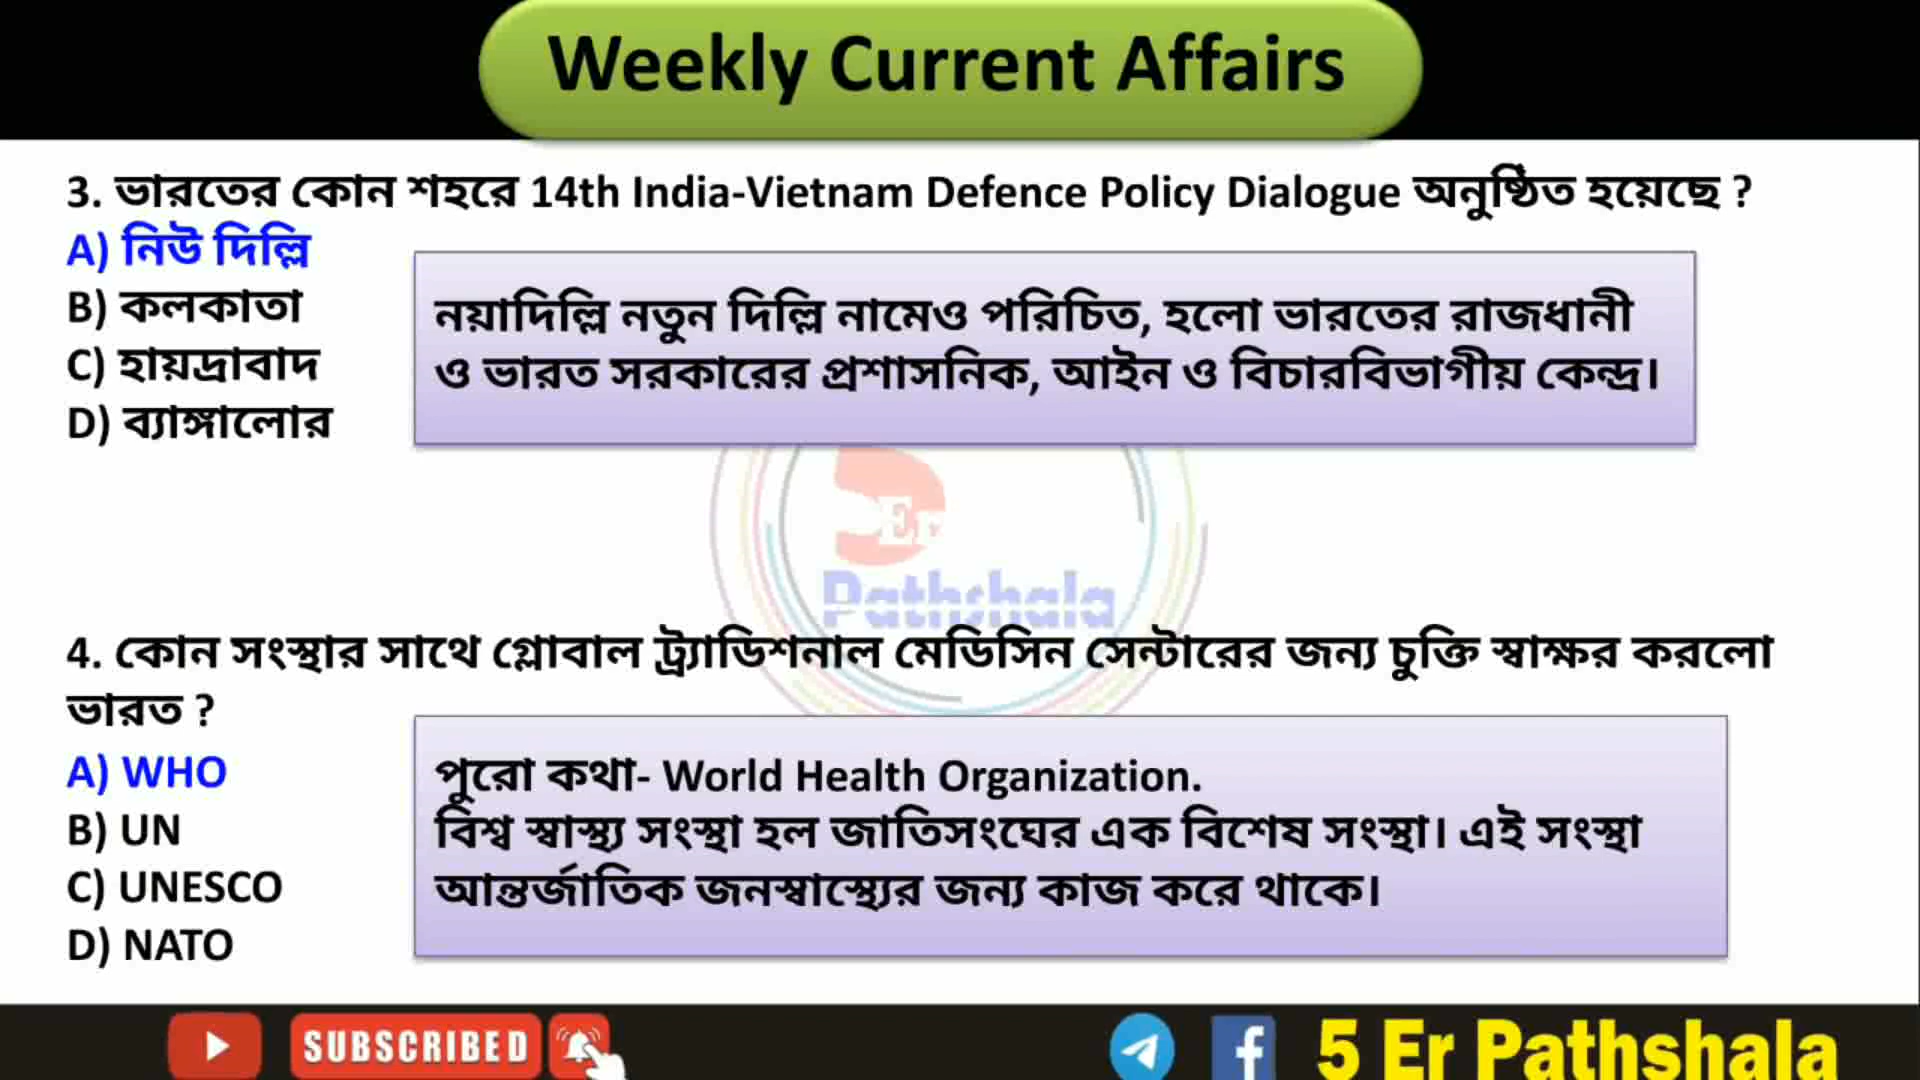 Weekly Current Affairs
3. ভারতের কোন শহরে 14th India-Vietnam Defence Policy Dialogue অনুষ্ঠিত হয়েছে ?
A) নিউ দিল্লি
B) কলকাতা
C) হায়দ্রাবাদ
D) ব্যাঙ্গালোর
নয়াদিল্লি নতুন দিল্লি নামেও পরিচিত, হলো ভারতের রাজধানী
ও ভারত সরকারের প্রশাসনিক, আইন ও বিচারবিভাগীয় কেন্দ্র।
5 Er
Pathshala
4. কোন সংস্থার সাথে গ্লোবাল ট্র্যাডিশনাল মেডিসিন সেন্টারের জন্য চুক্তি স্বাক্ষর করলো
ভারত ?
A) WHO
B) UN
C) UNESCO
D) NATO
পুরো কথা- World Health Organization.
বিশ্ব স্বাস্থ্য সংস্থা হল জাতিসংঘের এক বিশেষ সংস্থা। এই সংস্থা
আন্তর্জাতিক জনস্বাস্থ্যের জন্য কাজ করে থাকে।
SUBSCRIBED
5 Er Pathshala